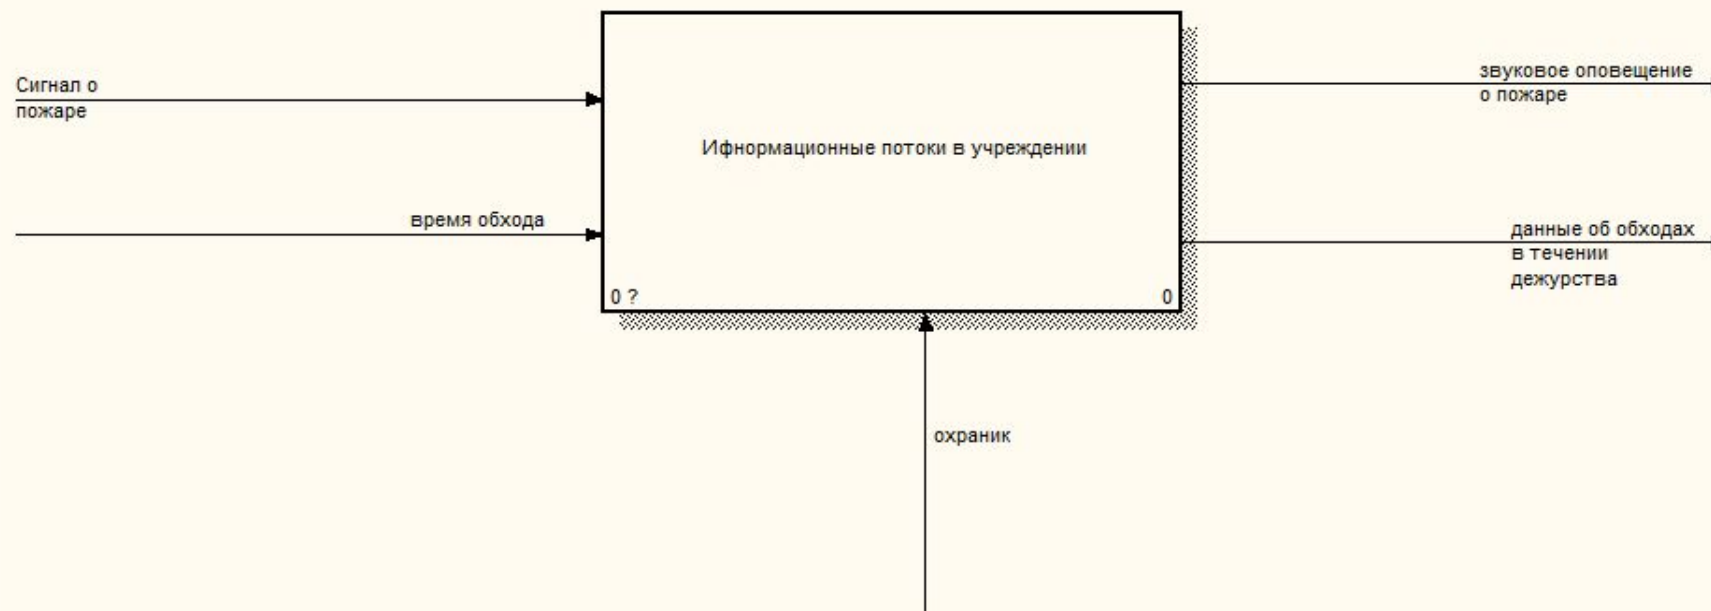 Сигнал о
пожаре
время обхода
Ифнормационные потоки в учреждении
0 ?
0
звуковое оповещение
о пожаре
данные об обходах
в течении
дежурства
охраник